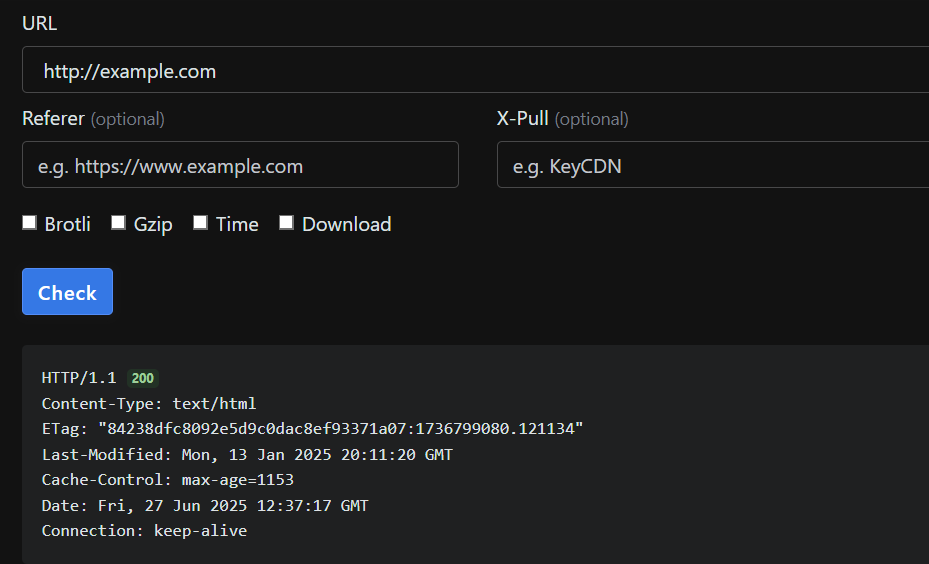 URL
http://example.com
Referer (optional) X-Pull (optional)
e.g. https://www.example.com e.g. KeyCDN
Brotli Gzip Time Download
Check
HTTP/1.1 200
Content-Type: text/html
ETag: "84238dfc8092e5d9c0dac8ef93371a07:1736799080.121134"
Last-Modified: Mon, 13 Jan 2025 20:11:20 GMT
Cache-Control: max-age=1153
Date: Fri, 27 Jun 2025 12:37:17 GMT
Connection: keep-alive